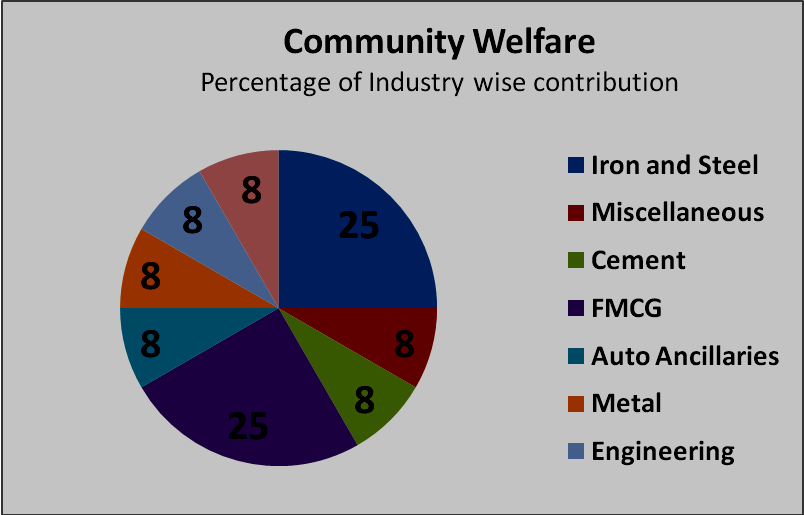 Community Welfare
Percentage of Industry wise contribution
8
25
8
8
8
8
25
8
Iron and Steel
Miscellaneous
Cement
FMCG
Auto Ancillaries
Metal
Engineering